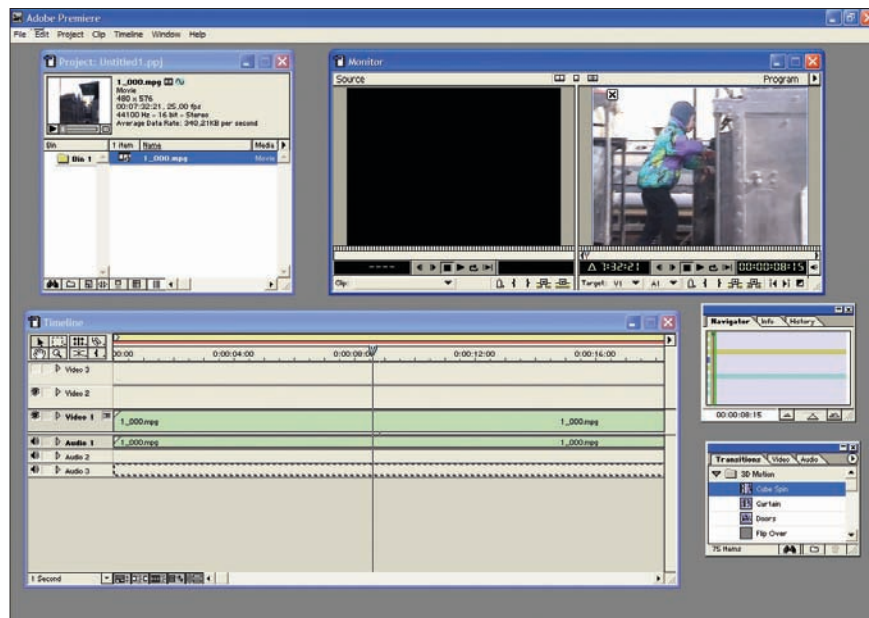 Adobe Premiere
File Edit Project Clip Timeline Window Help
Project: Untitled1.ppj
1_000.mpg
Movie
480 x 576
00:07:32:21, 25,00 fps
44100 Hz - 16 bit - Stereo
Average Data Rate: 340,21KB per second
Bin 1 item Name Media
Bin 1 1_000.mpg Movie
Monitor
Source Program
Δ 7:32:21 00:00:08:15
Clip: Target: V1 A1
Timeline
00:00 0:00:04:00 0:00:08:00 0:00:12:00 0:00:16:00
Video 3
Video 2
Video 1 1_000.mpg 1_000.mpg
Audio 1 1_000.mpg 1_000.mpg
Audio 2
Audio 3
1 Second
Navigator Info History
00:00:08:15
Transitions Video Audio
3D Motion
Cube Spin
Curtain
Doors
Flip Over
75 items